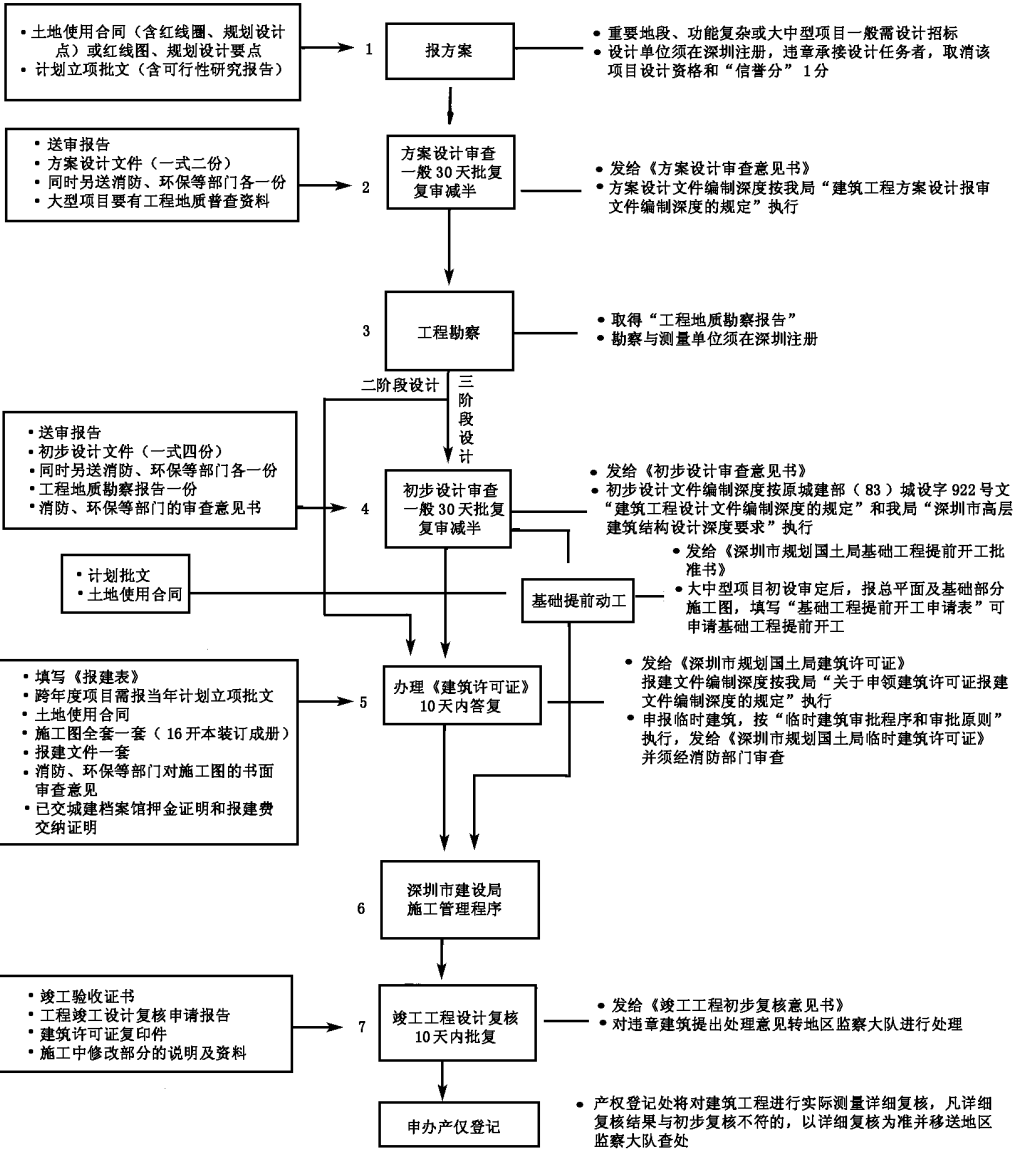 • 土地使用合同（含红线圈、规划设计
点）或红线图、规划设计要点
• 计划立项批文（含可行性研究报告）
1
报方案
• 重要地段、功能复杂或大中型项目一般需设计招标
• 设计单位须在深圳注册，违章承接设计任务者，取消该
项目设计资格和“信誉分” 1分
• 送审报告
• 方案设计文件（一式二份）
• 同时另送消防、环保等部门各一份
• 大型项目要有工程地质普查资料
2
方案设计审查
一般 30 天批复
复审减半
• 发给《方案设计审查意见书》
• 方案设计文件编制深度按我局“建筑工程方案设计报审
文件编制深度的规定”执行
3
工程勘察
• 取得“工程地质勘察报告”
• 勘察与测量单位须在深圳注册
二阶段设计
三阶段设计
• 送审报告
• 初步设计文件（一式四份）
• 同时另送消防、环保等部门各一份
• 工程地质勘察报告一份
• 消防、环保等部门的审查意见书
4
初步设计审查
一般 30天批复
复审减半
• 发给《初步设计审查意见书》
• 初步设计文件编制深度按原城建部（83）城设字 922 号文
“建筑工程设计文件编制深度的规定”和我局“深圳市高层
建筑结构设计深度要求”执行
• 计划批文
• 土地使用合同
基础提前动工
• 发给《深圳市规划国土局基础工程提前开工批
准书》
• 大中型项目初设审定后，报总平面及基础部分
施工图，填写“基础工程提前开工申请表”可
申请基础工程提前开工
• 填写《报建表》
• 跨年度项目需报当年计划立项批文
• 土地使用合同
• 施工图全套一套（ 16开本装订成册）
• 报建文件一套
• 消防、环保等部门对施工图的书面
审查意见
• 已交城建档案馆押金证明和报建费
交纳证明
5
办理《建筑许可证》
10天内答复
• 发给《深圳市规划国土局建筑许可证》
报建文件编制深度按我局“关于申领建筑许可证报建
文件编制深度的规定”执行
• 申报临时建筑，按“临时建筑审批程序和审批原则”
执行，发给《深圳市规划国土局临时建筑许可证》
并须经消防部门审查
6
深圳市建设局
施工管理程序
• 竣工验收证书
• 工程竣工设计复核申请报告
• 建筑许可证复印件
• 施工中修改部分的说明及资料
7
竣工工程设计复核
10天内批复
• 发给《竣工工程初步复核意见书》
• 对违章建筑提出处理意见转地区监察大队进行处理
申办产仅登记
• 产权登记处将对建筑工程进行实际测量详细复核，凡详细
复核结果与初步复核不符的，以详细复核为准并移送地区
监察大队查处